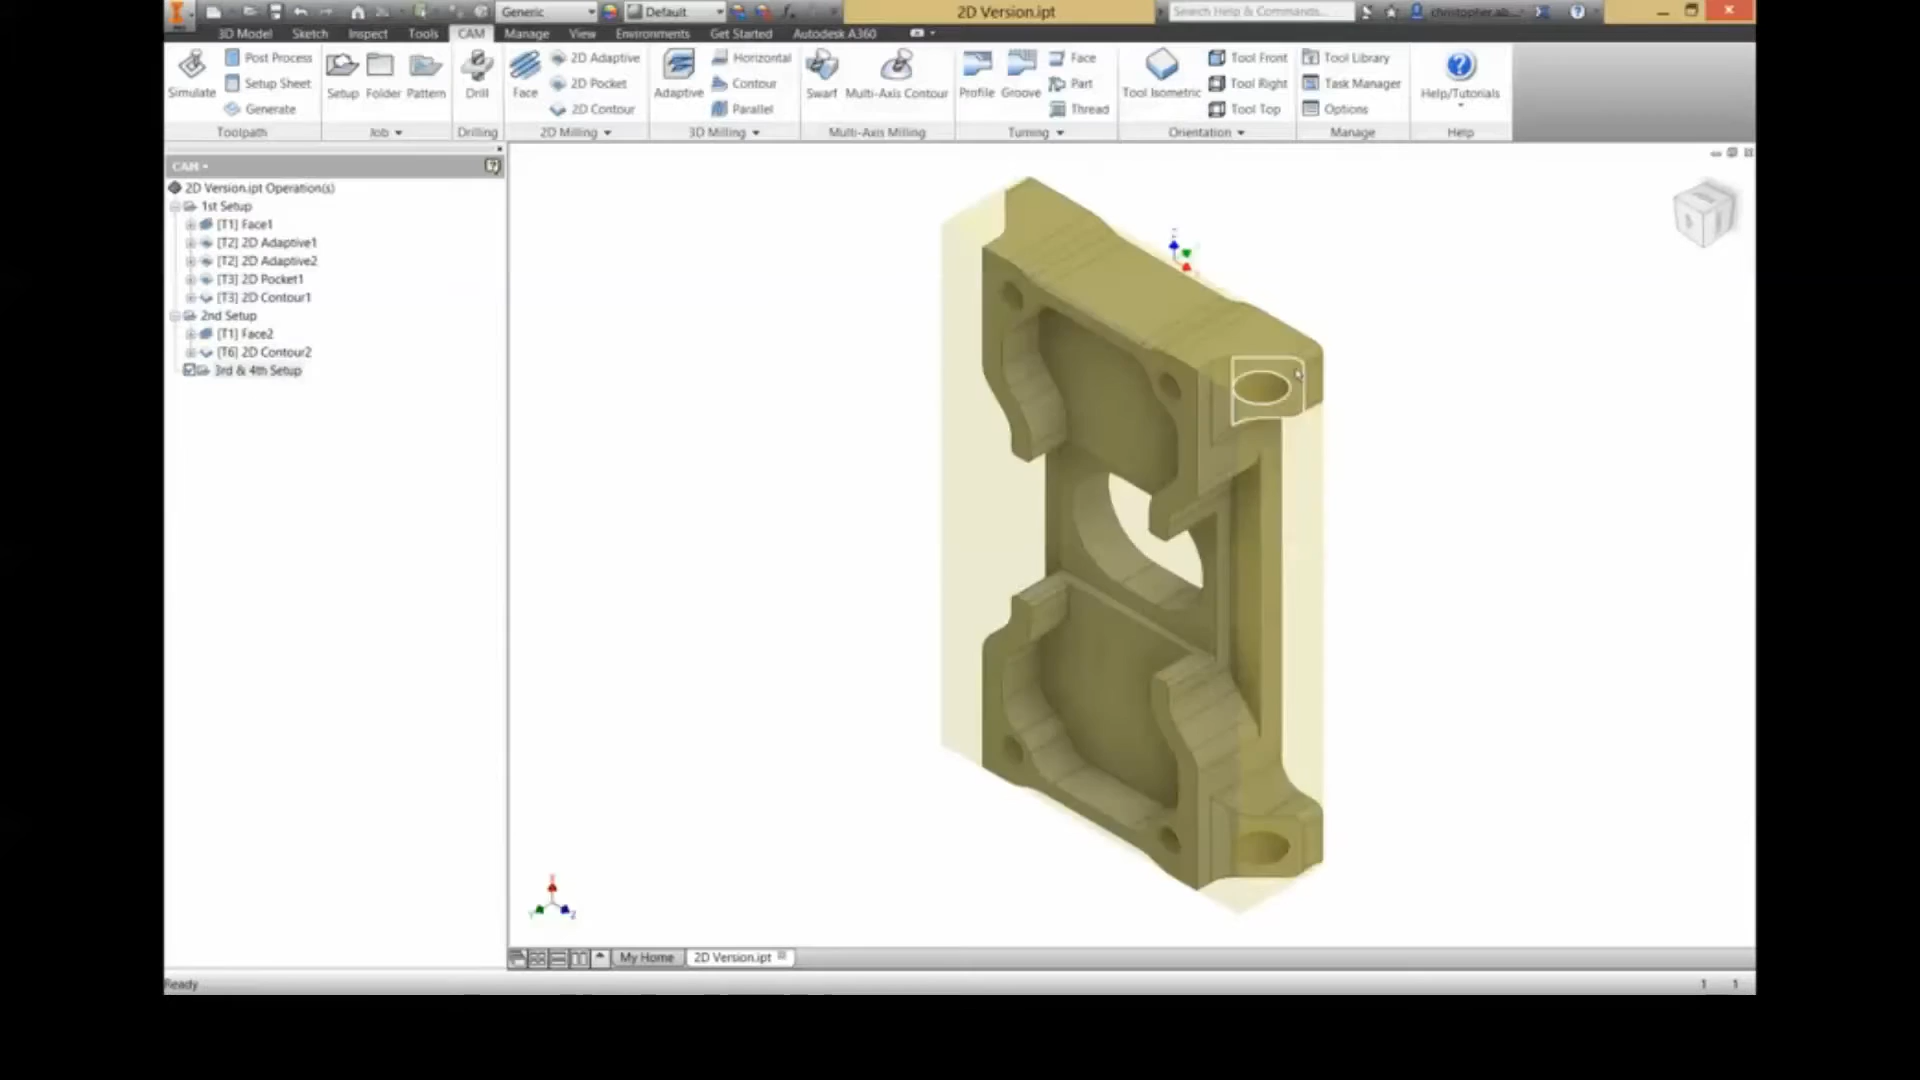 Generic
Default
2D Version.ipt
Search Help & Commands...
christopher.ab...
3D Model
Sketch
Inspect
Tools
CAM
Manage
View
Environments
Get Started
Autodesk A360
Simulate
Post Process
Setup Sheet
Generate
Toolpath
Setup
Folder
Pattern
Job
Drill
Drilling
Face
2D Adaptive
2D Pocket
2D Contour
2D Milling
Adaptive
Horizontal
Contour
Parallel
3D Milling
Swarf
Multi-Axis Contour
Multi-Axis Milling
Profile
Groove
Face
Part
Thread
Turning
Tool Isometric
Tool Front
Tool Right
Tool Top
Orientation
Tool Library
Task Manager
Options
Manage
Help/Tutorials
Help
CAM
2D Version.ipt Operation(s)
1st Setup
[T1] Face1
[T2] 2D Adaptive1
[T2] 2D Adaptive2
[T3] 2D Pocket1
[T3] 2D Contour1
2nd Setup
[T1] Face2
[T6] 2D Contour2
3rd & 4th Setup
My Home
2D Version.ipt
Ready
1 1